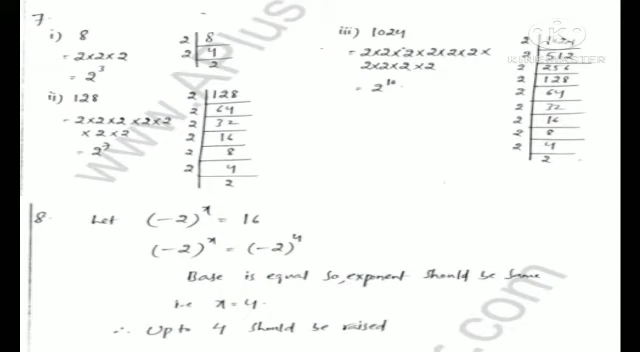 7.
i) 8
= 2×2×2
= 2³
2 | 8
2 | 4
2
ii) 128
= 2×2×2×2×2
×2×2
= 2⁷
2 | 128
2 | 64
2 | 32
2 | 16
2 | 8
2 | 4
2
iii) 1024
= 2×2×2×2×2×2×
2×2×2×2
= 2¹⁰
2 | 1024
2 | 512
2 | 256
2 | 128
2 | 64
2 | 32
2 | 16
2 | 8
2 | 4
2
8. Let (-2)ˣ = 16
(-2)ˣ = (-2)⁴
Base is equal so, exponent should be same
i.e x = 4.
∴ Up to 4 should be raised
www.APlus
s.com